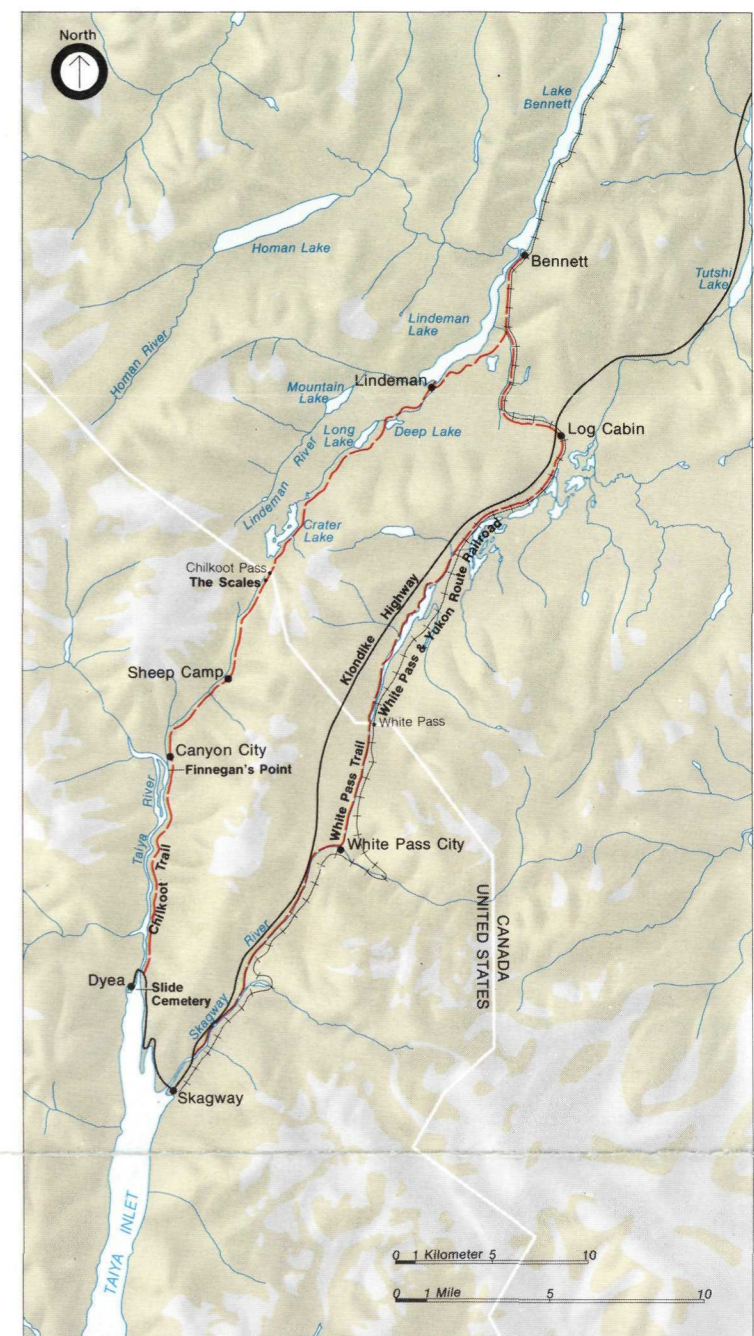 North
Lake
Bennett
Homan Lake
Bennett
Tutshi
Lake
Lindeman
Lake
Homan River
Lindeman
Mountain
Lake
Long
Lake
Deep Lake
Log Cabin
Lindeman River
Crater
Lake
Chilkoot Pass
The Scales
White Pass & Yukon Route Railroad
Klondike Highway
Sheep Camp
White Pass
Canyon City
Finnegan's Point
White Pass Trail
Taiya River
White Pass City
Chilkoot Trail
CANADA
UNITED STATES
Dyea
Slide
Cemetery
Skagway River
Skagway
TAIYA INLET
0 1 Kilometer 5 10
0 1 Mile 5 10